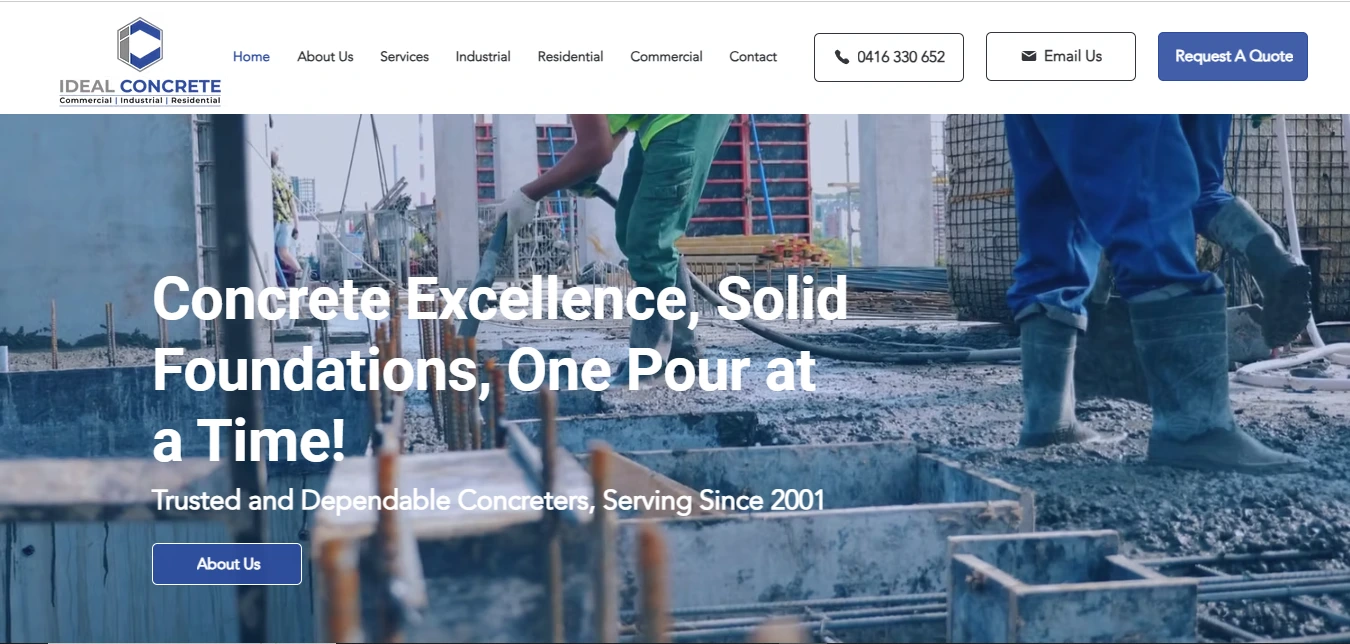 IDEAL CONCRETE
Commercial | Industrial | Residential
Home About Us Services Industrial Residential Commercial Contact
0416 330 652
Email Us
Request A Quote
Concrete Excellence, Solid
Foundations, One Pour at
a Time!
Trusted and Dependable Concreters, Serving Since 2001
About Us